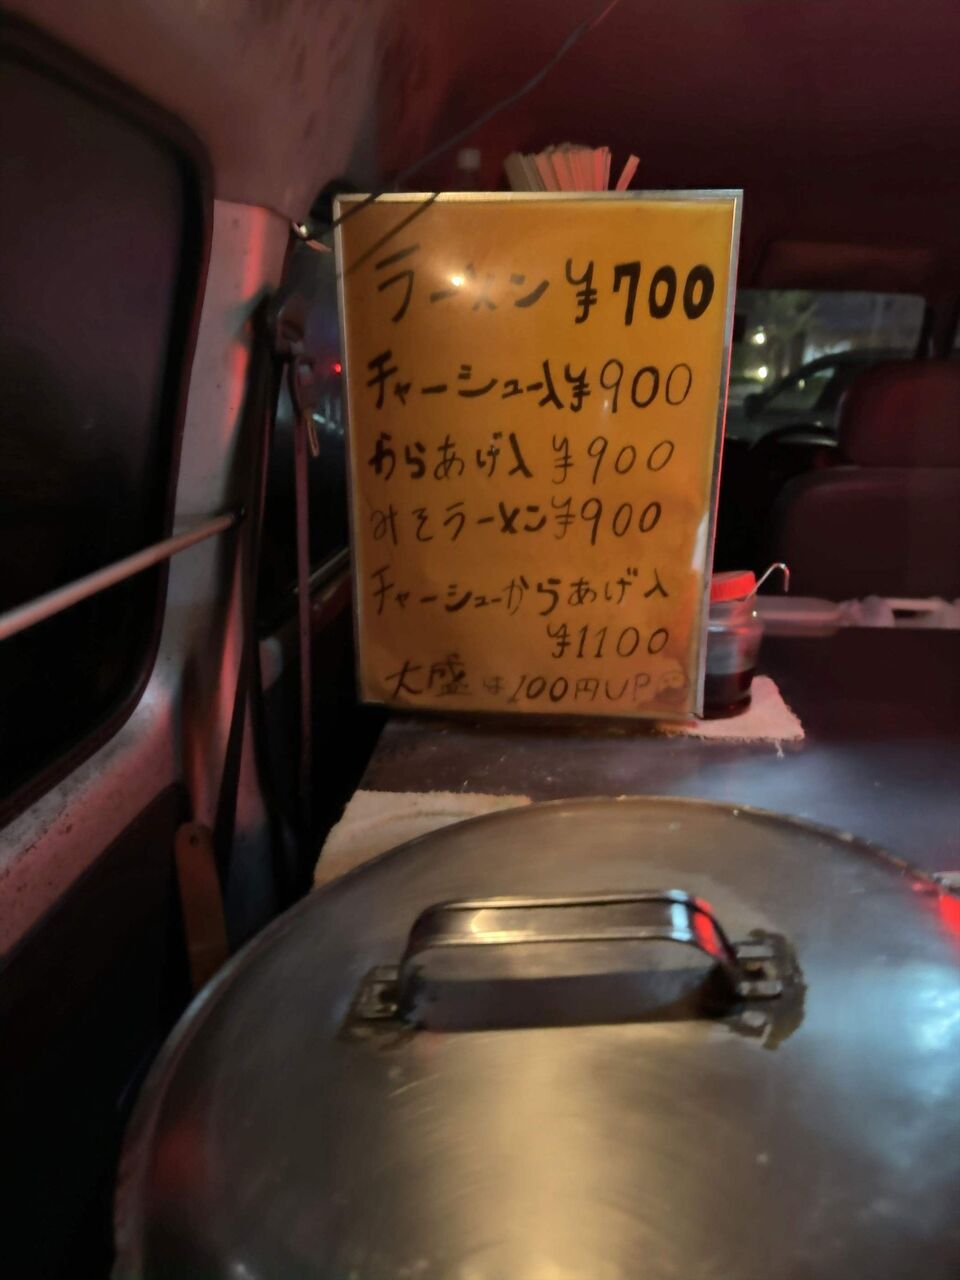 ラーメン ¥700
チャーシュー入 ¥900
からあげ入 ¥900
みそラーメン ¥900
チャーシューからあげ入
¥1100
大盛は100円UP